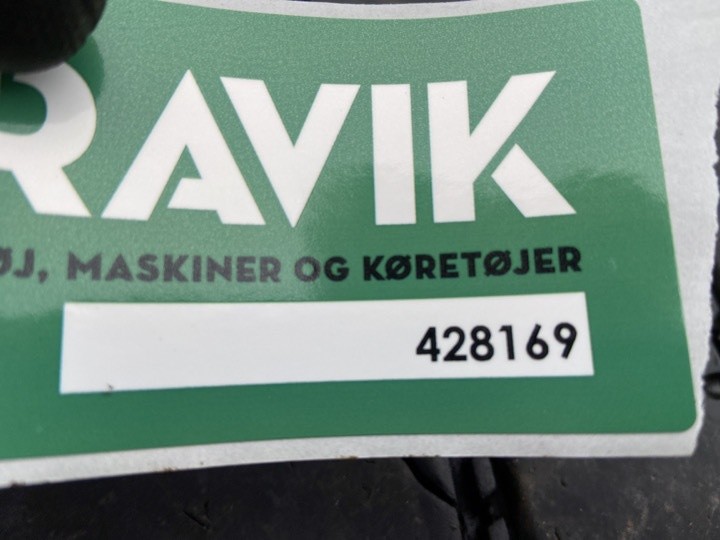 RAVIK
ØJ, MASKINER OG KØRETØJER
428169